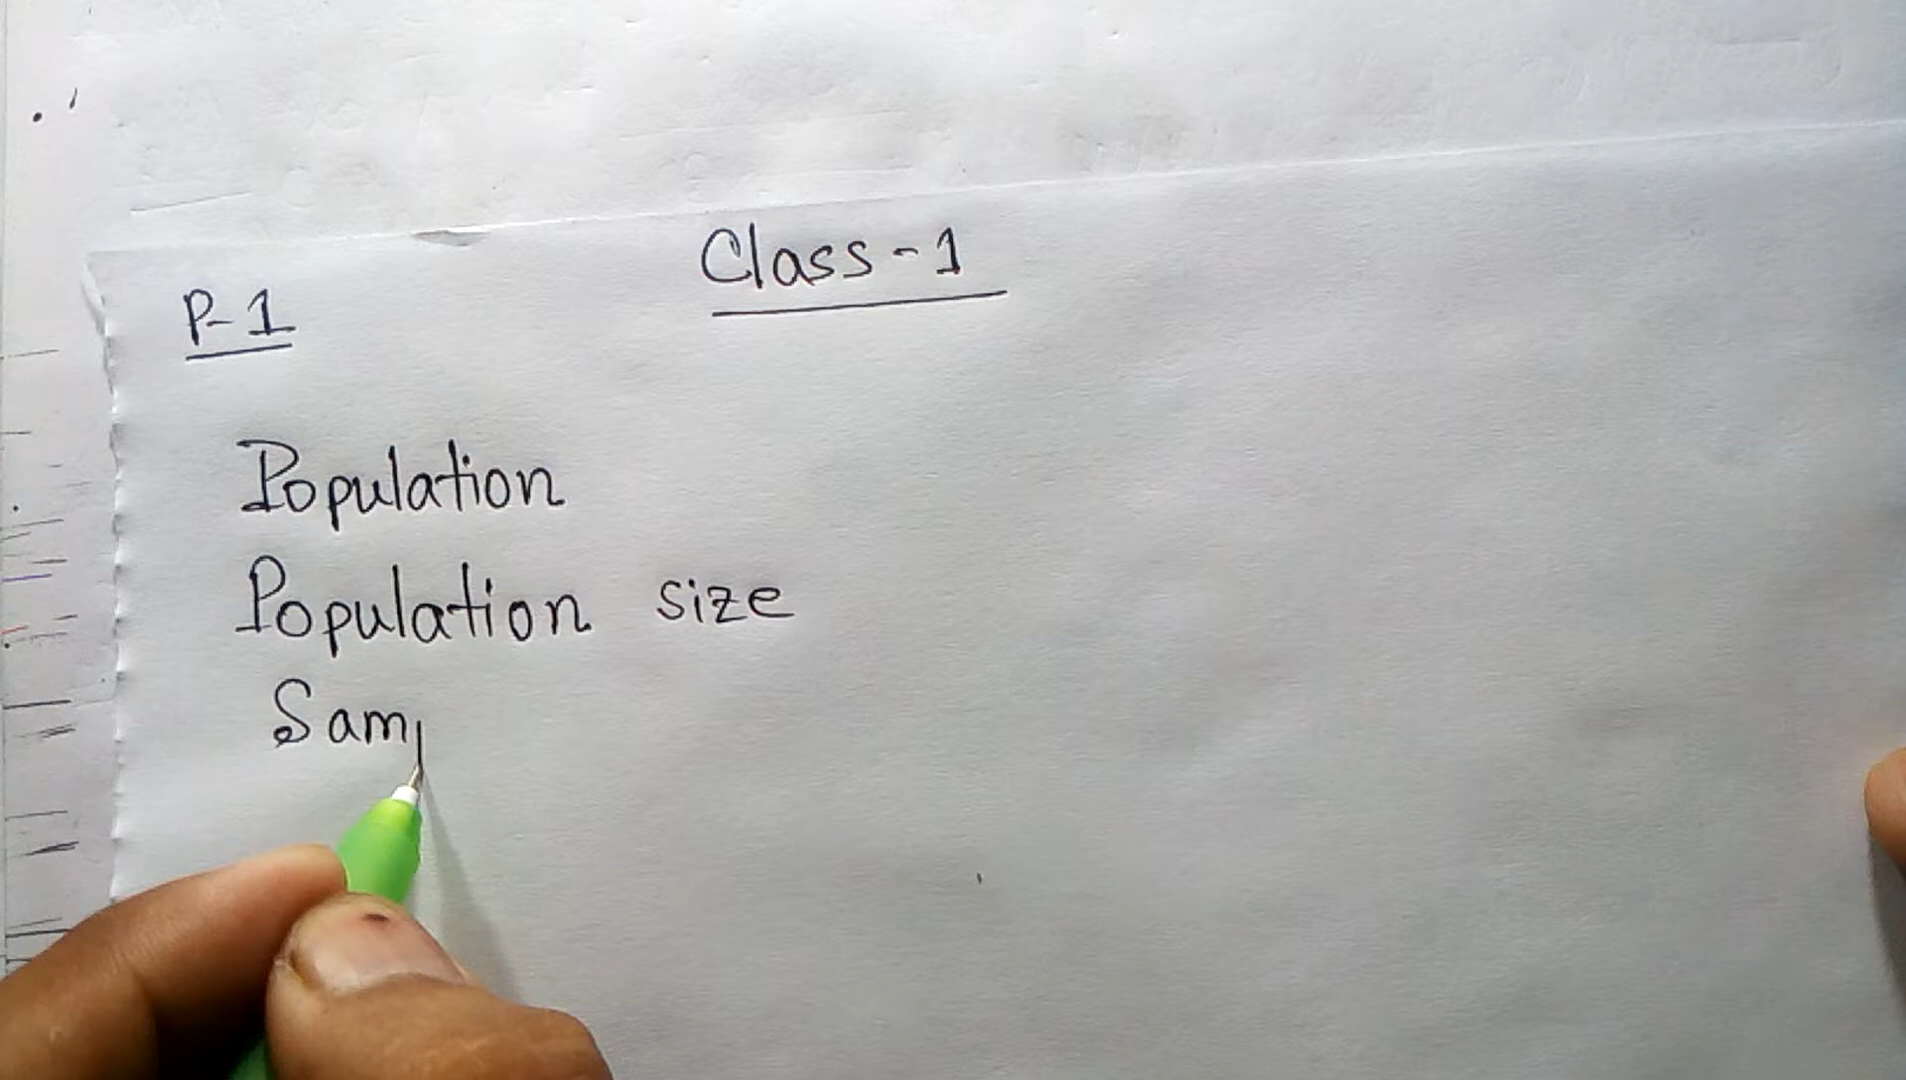 Class - 1
P-1
Population
Population size
Sam